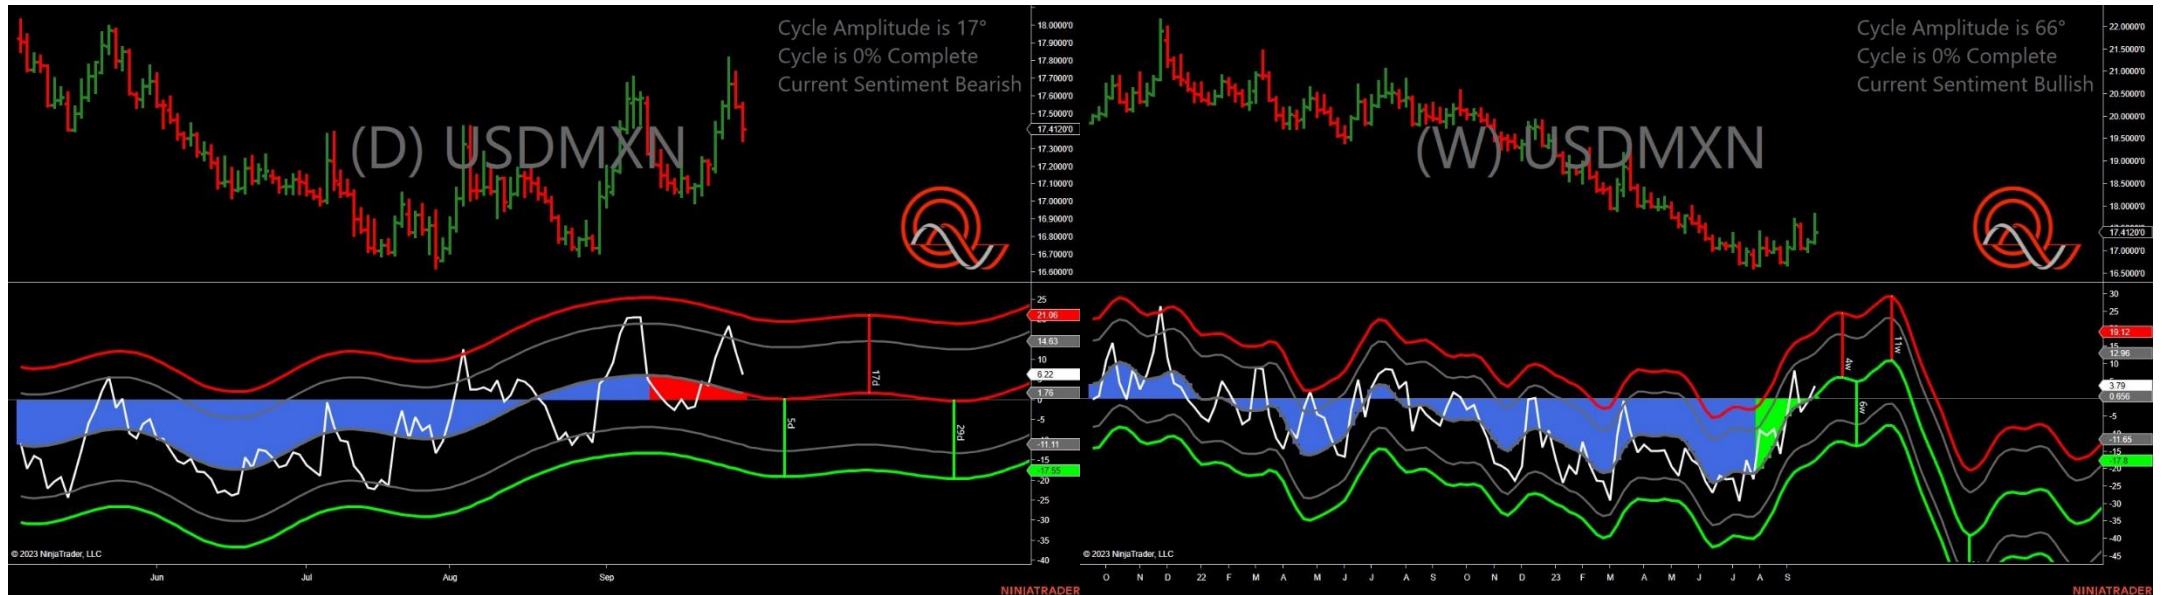 Cycle Amplitude is 17°
Cycle is 0% Complete
Current Sentiment Bearish
(D) USDMXN
18.0000'0
17.9000'0
17.8000'0
17.7000'0
17.6000'0
17.5000'0
17.4120'0
17.3000'0
17.2000'0
17.1000'0
17.0000'0
16.9000'0
16.8000'0
16.7000'0
16.6000'0
25
21.06
14.63
10
6.22
1.76
0
-5
-11.11
-15
-17.55
-20
-25
-30
-35
-40
5d
17d
29d
© 2023 NinjaTrader, LLC
Jun
Jul
Aug
Sep
NINJATRADER
Cycle Amplitude is 66°
Cycle is 0% Complete
Current Sentiment Bullish
(W) USDMXN
22.0000'0
21.5000'0
21.0000'0
20.5000'0
20.0000'0
19.5000'0
19.0000'0
18.5000'0
18.0000'0
17.4120'0
17.0000'0
16.5000'0
30
25
19.12
15
12.96
3.79
0.656
-5
-11.65
-17.8
-20
-25
-30
-35
-40
-45
4w
6w
11w
© 2023 NinjaTrader, LLC
O
N
D
22
F
M
A
M
J
J
A
S
O
N
D
23
F
M
A
M
J
J
A
S
NINJATRADER